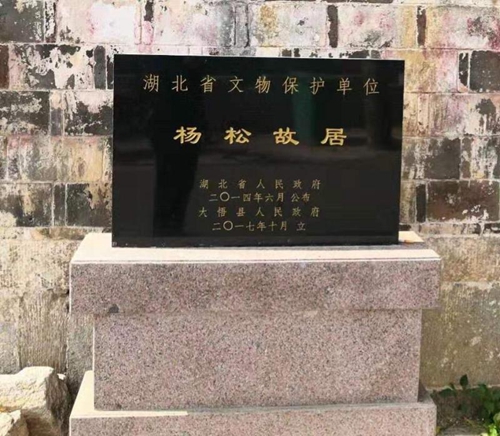 湖北省文物保护单位
杨松故居
湖北省人民政府
二〇一四年六月公布
大悟县人民政府
二〇一七年十月立